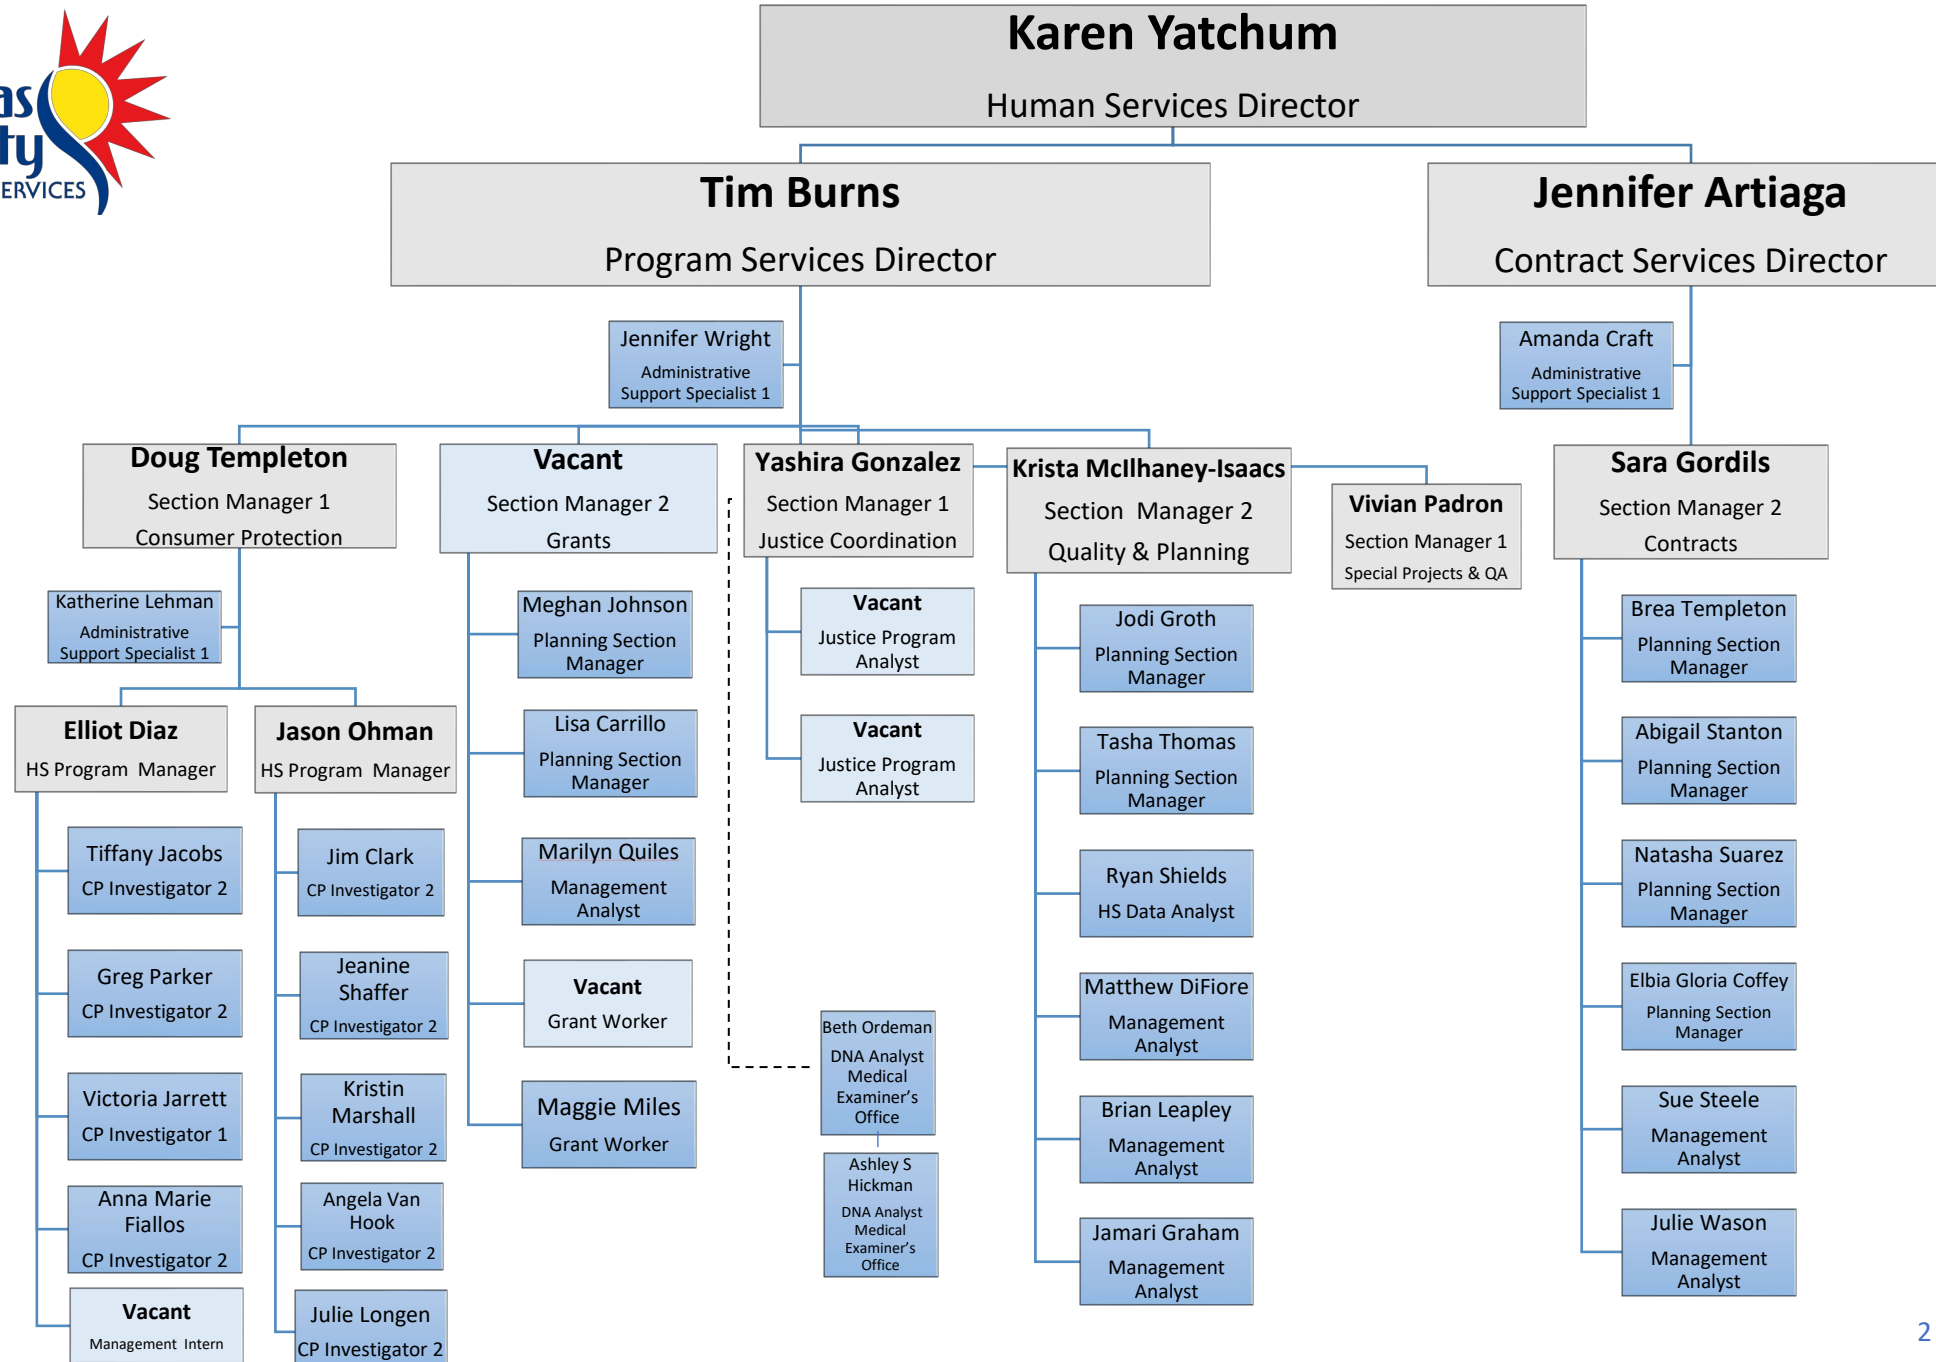 as
ty
ERVICES
Karen Yatchum
Human Services Director
Tim Burns
Program Services Director
Jennifer Artiaga
Contract Services Director
Jennifer Wright
Administrative
Support Specialist 1
Amanda Craft
Administrative
Support Specialist 1
Doug Templeton
Section Manager 1
Consumer Protection
Vacant
Section Manager 2
Grants
Yashira Gonzalez
Section Manager 1
Justice Coordination
Krista McIlhaney-Isaacs
Section Manager 2
Quality & Planning
Vivian Padron
Section Manager 1
Special Projects & QA
Sara Gordils
Section Manager 2
Contracts
Katherine Lehman
Administrative
Support Specialist 1
Elliot Diaz
HS Program Manager
Jason Ohman
HS Program Manager
Tiffany Jacobs
CP Investigator 2
Greg Parker
CP Investigator 2
Victoria Jarrett
CP Investigator 1
Anna Marie
Fiallos
CP Investigator 2
Vacant
Management Intern
Jim Clark
CP Investigator 2
Jeanine
Shaffer
CP Investigator 2
Kristin
Marshall
CP Investigator 2
Angela Van
Hook
CP Investigator 2
Julie Longen
CP Investigator 2
Meghan Johnson
Planning Section
Manager
Lisa Carrillo
Planning Section
Manager
Marilyn Quiles
Management
Analyst
Vacant
Grant Worker
Maggie Miles
Grant Worker
Vacant
Justice Program
Analyst
Vacant
Justice Program
Analyst
Beth Ordeman
DNA Analyst
Medical
Examiner's
Office
Ashley S
Hickman
DNA Analyst
Medical
Examiner's
Office
Jodi Groth
Planning Section
Manager
Tasha Thomas
Planning Section
Manager
Ryan Shields
HS Data Analyst
Matthew DiFiore
Management
Analyst
Brian Leapley
Management
Analyst
Jamari Graham
Management
Analyst
Brea Templeton
Planning Section
Manager
Abigail Stanton
Planning Section
Manager
Natasha Suarez
Planning Section
Manager
Elbia Gloria Coffey
Planning Section
Manager
Sue Steele
Management
Analyst
Julie Wason
Management
Analyst
2